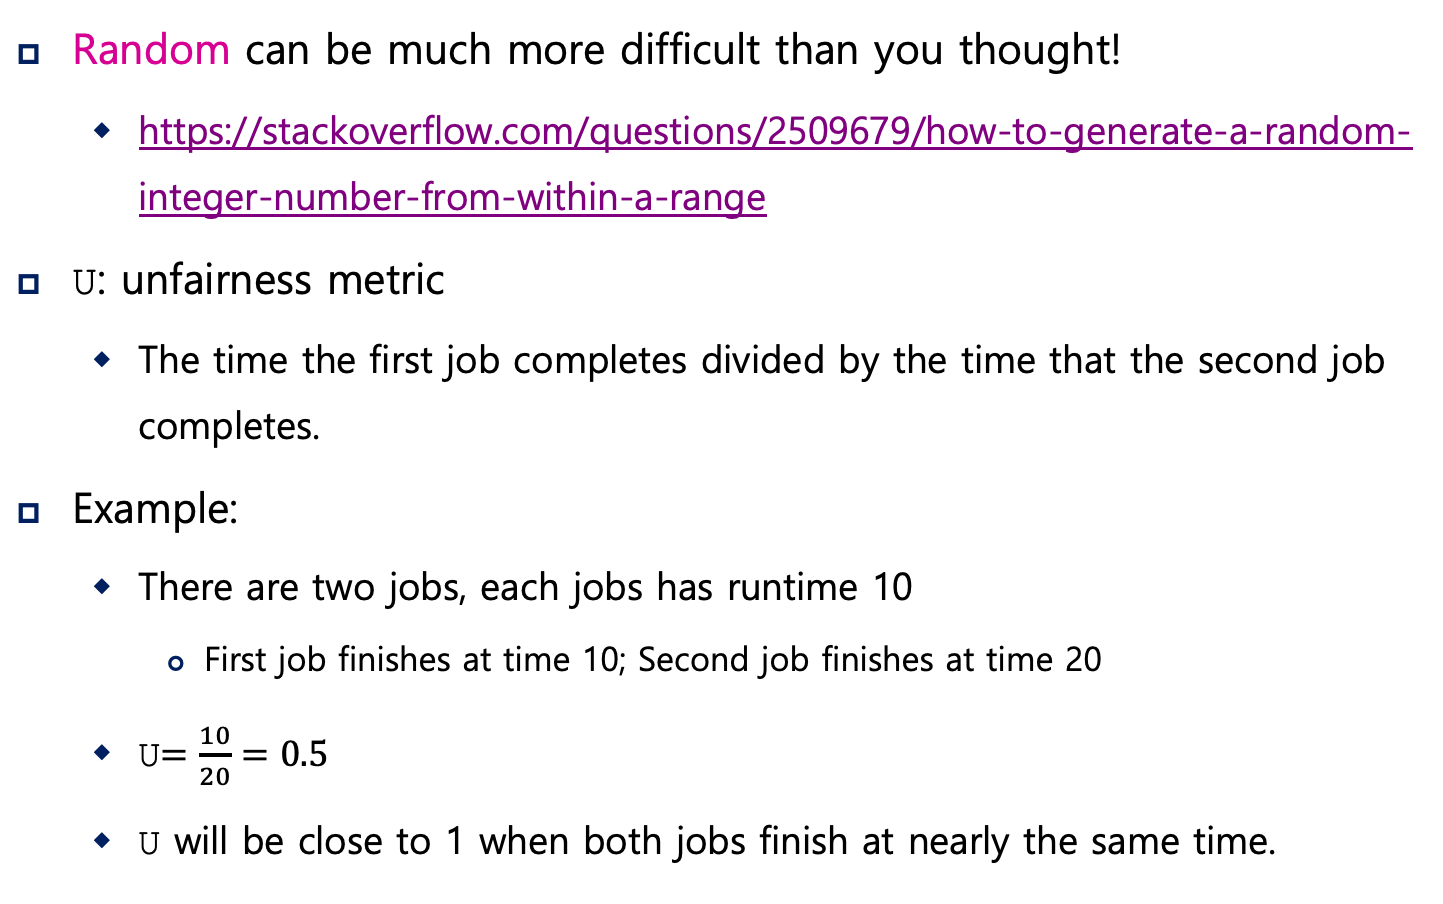 Random can be much more difficult than you thought!
https://stackoverflow.com/questions/2509679/how-to-generate-a-random-
integer-number-from-within-a-range
U: unfairness metric
The time the first job completes divided by the time that the second job
completes.
Example:
There are two jobs, each jobs has runtime 10
First job finishes at time 10; Second job finishes at time 20
U= 10/20 = 0.5
U will be close to 1 when both jobs finish at nearly the same time.